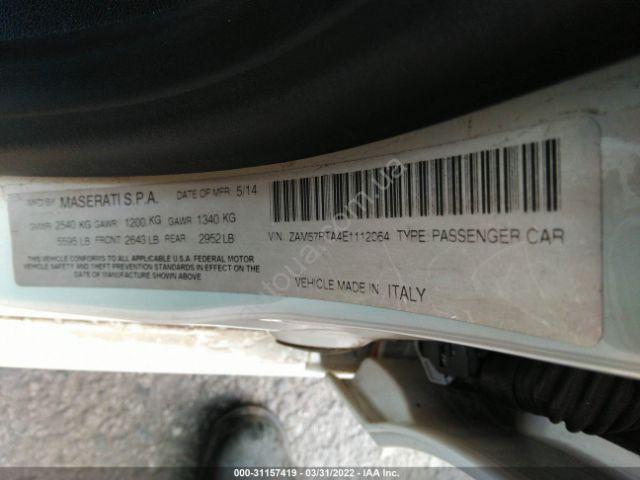 MFD BY MASERATI S.P.A. DATE OF MFR 5/14
GVWR: 2540 KG GAWR: 1200 KG GAWR: 1340 KG
5595 LB FRONT: 2643 LB REAR: 2952 LB
THIS VEHICLE CONFORMS TO ALL APPLICABLE U.S.A. FEDERAL MOTOR
VEHICLE SAFETY AND THEFT PREVENTION STANDARDS IN EFFECT ON THE
DATE OF MANUFACTURE SHOWN ABOVE
VIN: ZAM57RTA4E1112064 TYPE: PASSENGER CAR
VEHICLE MADE IN ITALY
000-31157419 // 03/31/2022 // IAA Inc.